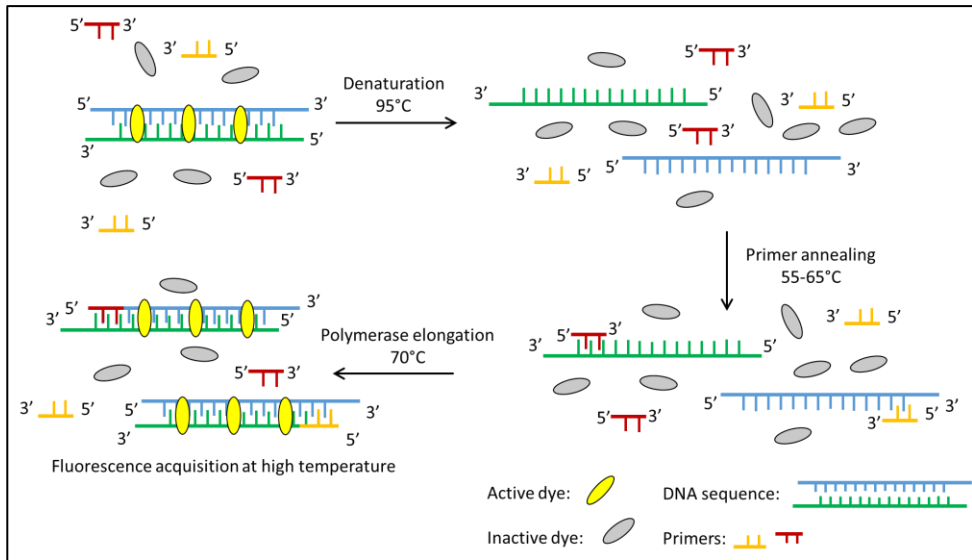 5’ 3’
3’ 5’
5’ 3’
3’ 5’
5’ 3’
3’ 5’
Denaturation
95°C
5’ 3’
3’ 5’
3’ 5’
5’ 3’
3’ 5’
5’ 3’
Primer annealing
55-65°C
3’ 5’
5’ 3’
3’ 5’
5’ 3’
5’ 3’
3’ 5’
Polymerase elongation
70°C
5’ 3’
3’ 5’
5’ 3’
3’ 5’
5’ 3’
3’ 5’
Fluorescence acquisition at high temperature
Active dye:
DNA sequence:
Inactive dye:
Primers: